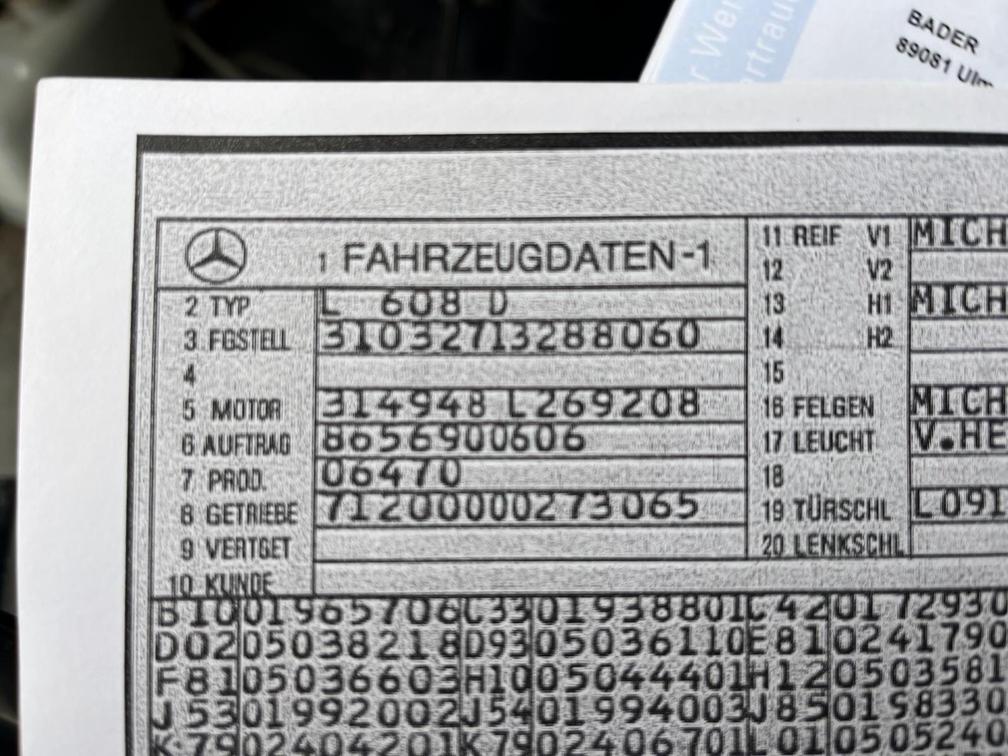 r Wer
rtrauc
BADER
89081 Ulm
1 FAHRZEUGDATEN-1
2 TYP L 608 D
3 FGSTELL 31032713288060
4
5 MOTOR 314948 L269208
6 AUFTRAG 8656900606
7 PROD. 06470
8 GETRIEBE 71200000273065
9 VERTGET
10 KUNDE
11 REIF V1 MICH
12 V2
13 H1 MICH
14 H2
15
16 FELGEN MICH
17 LEUCHT V.HE
18
19 TÜRSCHL L091
20 LENKSCHL
B10 01965706 C33 01938801 C42 0172930
D02 05038218 D93 05036110 E81 0241790
F81 05036603 H10 05044401 H12 0503581
J53 01992002 J54 01994003 J85 0198330
K79 02404201 K79 02406701 L01 0505240